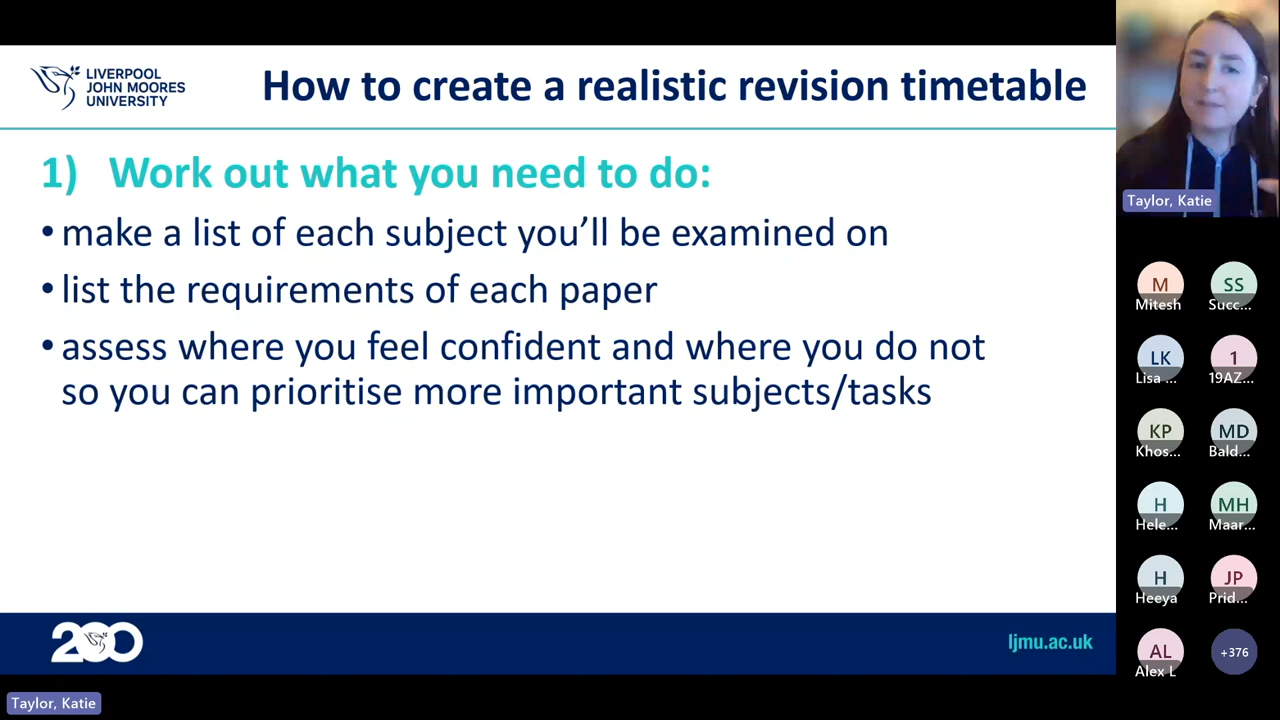 LIVERPOOL
JOHN MOORES
UNIVERSITY
How to create a realistic revision timetable
1) Work out what you need to do:
• make a list of each subject you’ll be examined on
• list the requirements of each paper
• assess where you feel confident and where you do not
so you can prioritise more important subjects/tasks
200
ljmu.ac.uk
Taylor, Katie
Taylor, Katie
M
Mitesh
SS
Succ...
LK
Lisa ...
1
19AZ...
KP
Khos...
MD
Bald...
H
Hele...
MH
Maar...
H
Heeya
JP
Prid...
AL
Alex L
+376